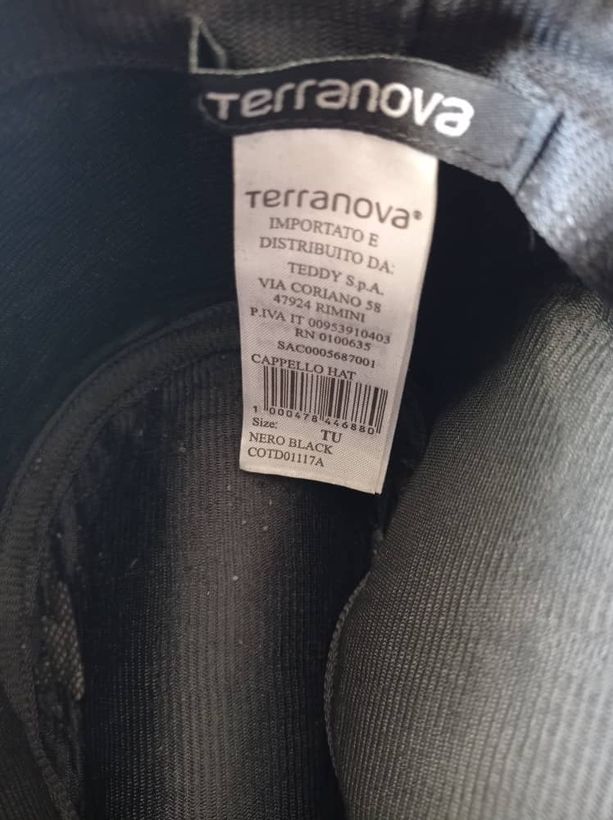 Terranova
Terranova®
IMPORTATO E
DISTRIBUITO DA:
TEDDY S.p.A.
VIA CORIANO 58
47924 RIMINI
P.IVA IT 00953910403
RN 0100635
SAC0005687001
CAPPELLO HAT
1 000478 446880
Size: TU
NERO BLACK
COTD01117A